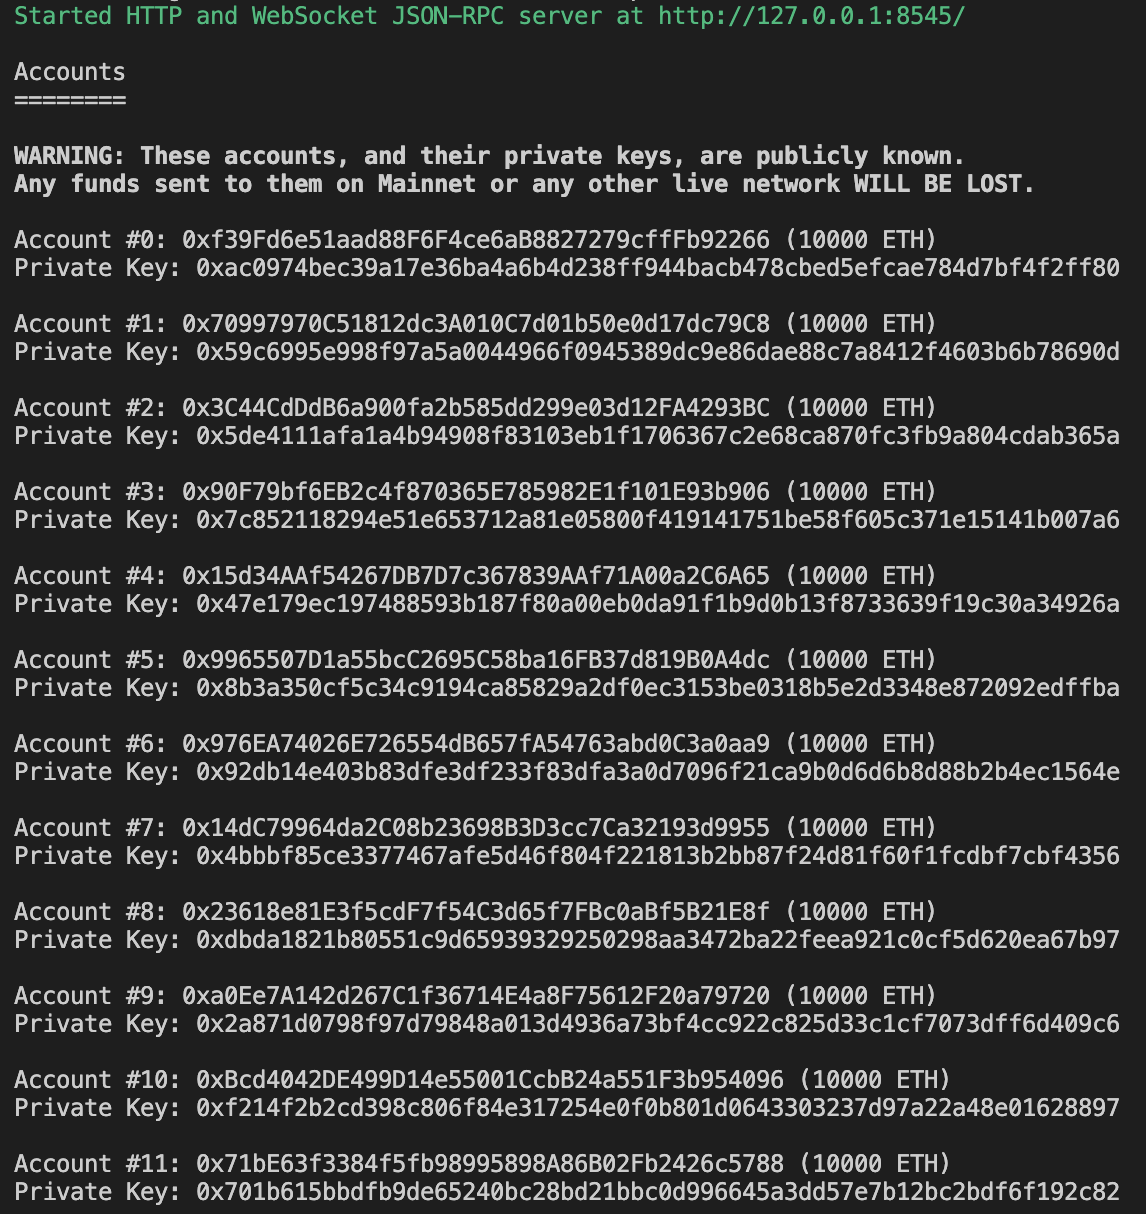 Started HTTP and WebSocket JSON-RPC server at http://127.0.0.1:8545/
Accounts
========
WARNING: These accounts, and their private keys, are publicly known.
Any funds sent to them on Mainnet or any other live network WILL BE LOST.
Account #0: 0xf39Fd6e51aad88F6F4ce6aB8827279cffFb92266 (10000 ETH)
Private Key: 0xac0974bec39a17e36ba4a6b4d238ff944bacb478cbed5efcae784d7bf4f2ff80
Account #1: 0x70997970C51812dc3A010C7d01b50e0d17dc79C8 (10000 ETH)
Private Key: 0x59c6995e998f97a5a0044966f0945389dc9e86dae88c7a8412f4603b6b78690d
Account #2: 0x3C44CdDdB6a900fa2b585dd299e03d12FA4293BC (10000 ETH)
Private Key: 0x5de4111afa1a4b94908f83103eb1f1706367c2e68ca870fc3fb9a804cdab365a
Account #3: 0x90F79bf6EB2c4f870365E785982E1f101E93b906 (10000 ETH)
Private Key: 0x7c852118294e51e653712a81e05800f419141751be58f605c371e15141b007a6
Account #4: 0x15d34AAf54267DB7D7c367839AAf71A00a2C6A65 (10000 ETH)
Private Key: 0x47e179ec197488593b187f80a00eb0da91f1b9d0b13f8733639f19c30a34926a
Account #5: 0x9965507D1a55bcC2695C58ba16FB37d819B0A4dc (10000 ETH)
Private Key: 0x8b3a350cf5c34c9194ca85829a2df0ec3153be0318b5e2d3348e872092edffba
Account #6: 0x976EA74026E726554dB657fA54763abd0C3a0aa9 (10000 ETH)
Private Key: 0x92db14e403b83dfe3df233f83dfa3a0d7096f21ca9b0d6d6b8d88b2b4ec1564e
Account #7: 0x14dC79964da2C08b23698B3D3cc7Ca32193d9955 (10000 ETH)
Private Key: 0x4bbbf85ce3377467afe5d46f804f221813b2bb87f24d81f60f1fcdbf7cbf4356
Account #8: 0x23618e81E3f5cdF7f54C3d65f7FBc0aBf5B21E8f (10000 ETH)
Private Key: 0xdbda1821b80551c9d65939329250298aa3472ba22feea921c0cf5d620ea67b97
Account #9: 0xa0Ee7A142d267C1f36714E4a8F75612F20a79720 (10000 ETH)
Private Key: 0x2a871d0798f97d79848a013d4936a73bf4cc922c825d33c1cf7073dff6d409c6
Account #10: 0xBcd4042DE499D14e55001CcbB24a551F3b954096 (10000 ETH)
Private Key: 0xf214f2b2cd398c806f84e317254e0f0b801d0643303237d97a22a48e01628897
Account #11: 0x71bE63f3384f5fb98995898A86B02Fb2426c5788 (10000 ETH)
Private Key: 0x701b615bbdfb9de65240bc28bd21bbc0d996645a3dd57e7b12bc2bdf6f192c82